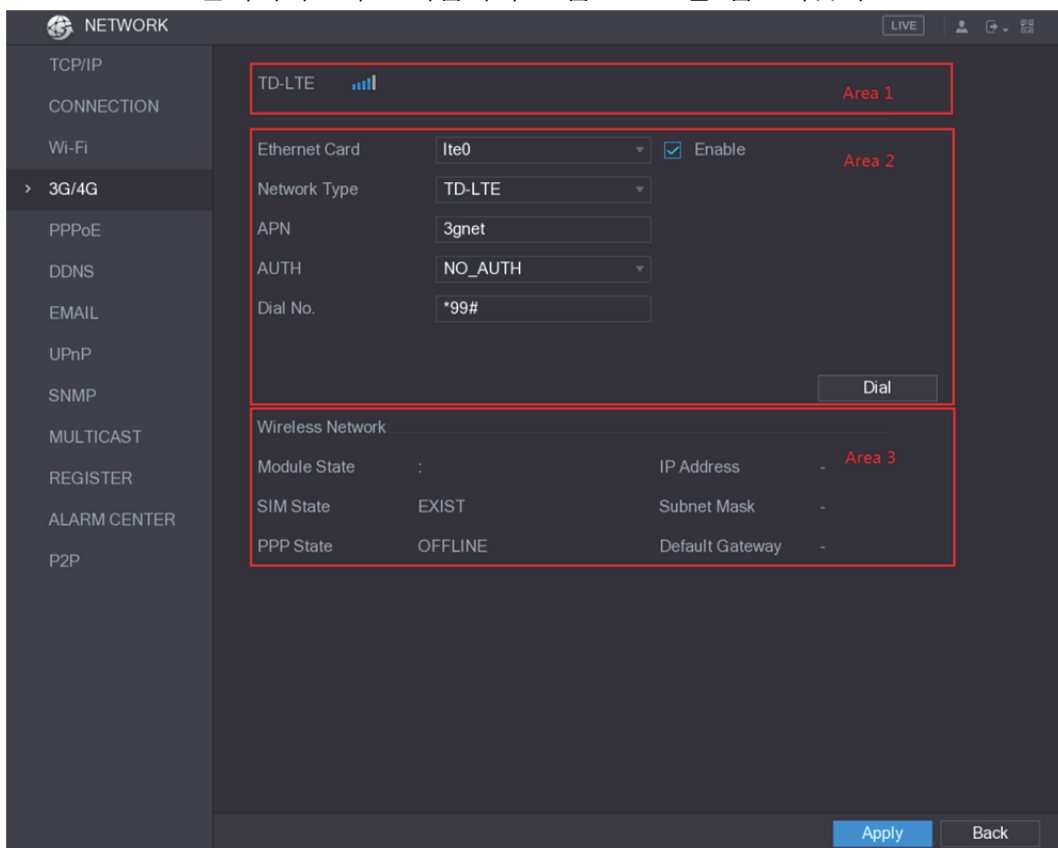 NETWORK LIVE
TCP/IP
CONNECTION
Wi-Fi
> 3G/4G
PPPoE
DDNS
EMAIL
UPnP
SNMP
MULTICAST
REGISTER
ALARM CENTER
P2P
TD-LTE Area 1
Ethernet Card lte0 Enable Area 2
Network Type TD-LTE
APN 3gnet
AUTH NO_AUTH
Dial No. *99#
Dial
Wireless Network
Area 3
Module State : IP Address -
SIM State EXIST Subnet Mask -
PPP State OFFLINE Default Gateway -
Apply Back